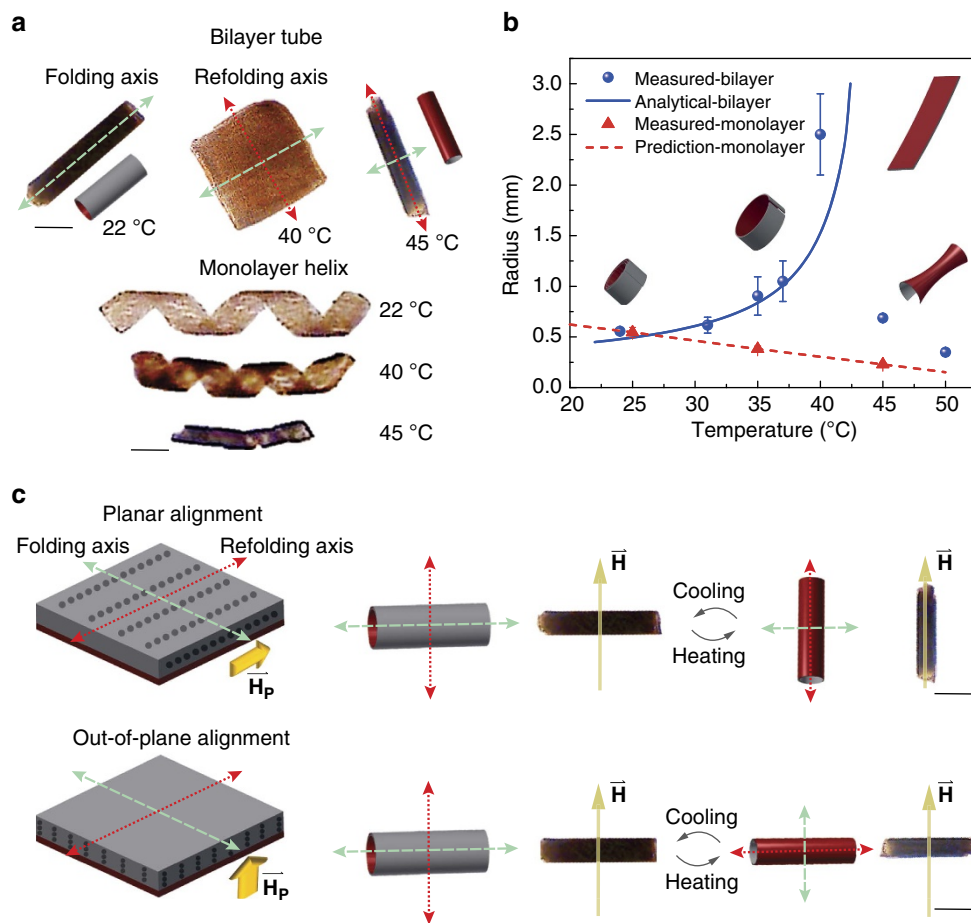 a
Bilayer tube
Folding axis
Refolding axis
22 °C
40 °C
45 °C
Monolayer helix
22 °C
40 °C
45 °C
b
3.0
2.5
2.0
1.5
1.0
0.5
0.0
Radius (mm)
Measured-bilayer
Analytical-bilayer
Measured-monolayer
Prediction-monolayer
20 25 30 35 40 45 50
Temperature (°C)
c
Planar alignment
Folding axis
Refolding axis
H⃗P
H⃗
Cooling
Heating
H⃗
Out-of-plane alignment
H⃗P
H⃗
Cooling
Heating
H⃗